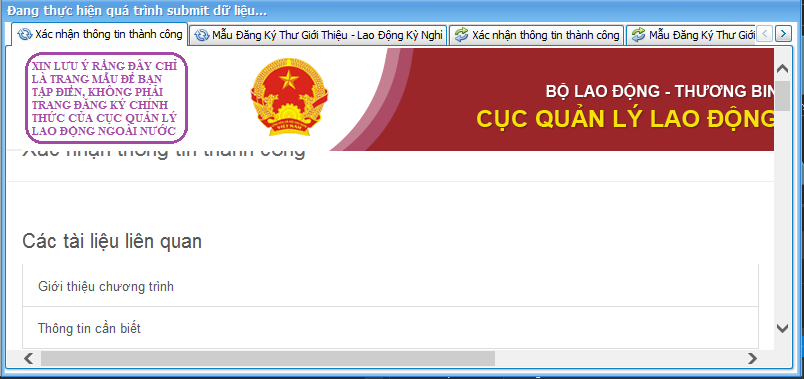 Đang thực hiện quá trình submit dữ liệu...
Xác nhận thông tin thành công
Mẫu Đăng Ký Thư Giới Thiệu - Lao Động Kỳ Nghỉ
Xác nhận thông tin thành công
Mẫu Đăng Ký Thư Giới
XIN LƯU Ý RẰNG ĐÂY CHỈ
LÀ TRANG MẪU ĐỂ BẠN
TẬP ĐIỀN, KHÔNG PHẢI
TRANG ĐĂNG KÝ CHÍNH
THỨC CỦA CỤC QUẢN LÝ
LAO ĐỘNG NGOÀI NƯỚC
VIỆT NAM
BỘ LAO ĐỘNG - THƯƠNG BIN
CỤC QUẢN LÝ LAO ĐỘNG
Xác nhận thông tin thành công
Các tài liệu liên quan
Giới thiệu chương trình
Thông tin cần biết